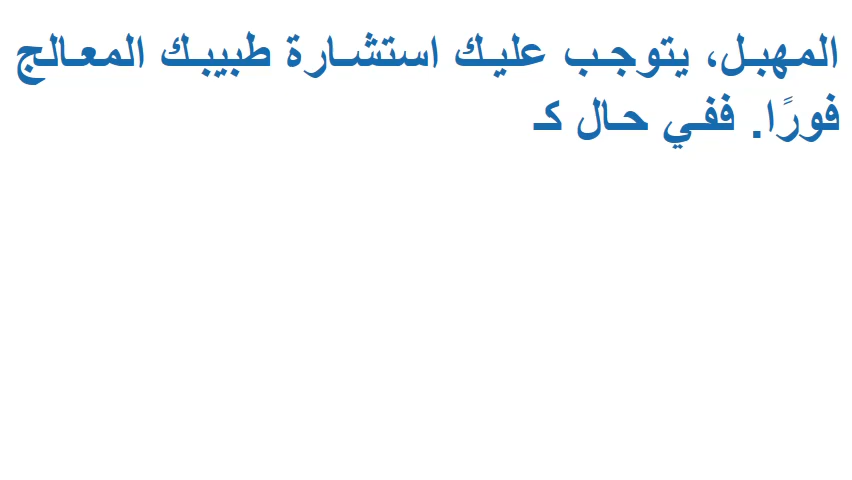 المهبل، يتوجب عليك استشارة طبيبك المعالج
فورًا. ففي حال كـ